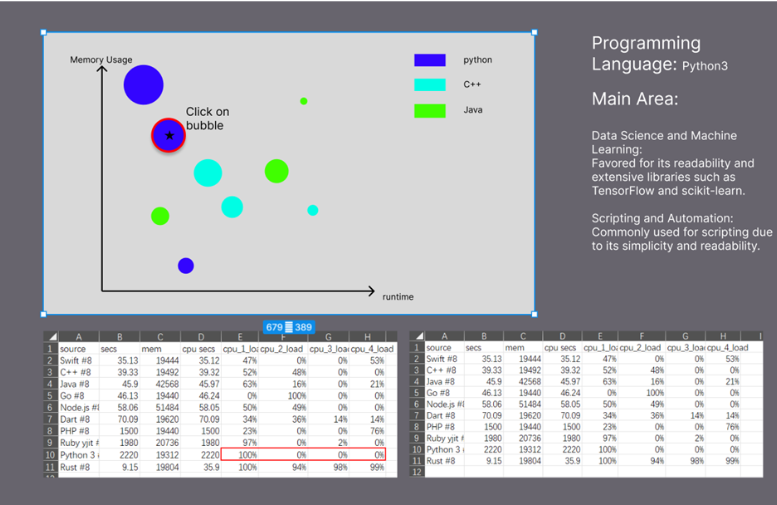 Memory Usage
python
C++
Java
Click on
bubble
runtime
679 389
Programming
Language: Python3
Main Area:
Data Science and Machine
Learning:
Favored for its readability and
extensive libraries such as
TensorFlow and scikit-learn.
Scripting and Automation:
Commonly used for scripting due
to its simplicity and readability.
A B C D E F G H
1 source secs mem cpu secs cpu_1_loa cpu_2_load cpu_3_loa cpu_4_load
2 Swift #8 35.13 19444 35.12 47% 0% 0% 53%
3 C++ #8 39.33 19492 39.32 52% 48% 0% 0%
4 Java #8 45.9 42568 45.97 63% 16% 0% 21%
5 Go #8 46.13 19440 46.24 0% 100% 0% 0%
6 Node.js #8 58.06 51484 58.05 50% 49% 0% 0%
7 Dart #8 70.09 19620 70.09 34% 36% 14% 14%
8 PHP #8 1500 19440 1500 23% 0% 0% 76%
9 Ruby yjit # 1980 20736 1980 97% 0% 2% 0%
10 Python 3 2220 19312 2220 100% 0% 0% 0%
11 Rust #8 9.15 19804 35.9 100% 94% 98% 99%
12
A B C D E F G H I
1 source secs mem cpu secs cpu_1_loa cpu_2_load cpu_3_loa cpu_4_load
2 Swift #8 35.13 19444 35.12 47% 0% 0% 53%
3 C++ #8 39.33 19492 39.32 52% 48% 0% 0%
4 Java #8 45.9 42568 45.97 63% 16% 0% 21%
5 Go #8 46.13 19440 46.24 0% 100% 0% 0%
6 Node.js #8 58.06 51484 58.05 50% 49% 0% 0%
7 Dart #8 70.09 19620 70.09 34% 36% 14% 14%
8 PHP #8 1500 19440 1500 23% 0% 0% 76%
9 Ruby yjit # 1980 20736 1980 97% 0% 2% 0%
10 Python 3 2220 19312 2220 100% 0% 0% 0%
11 Rust #8 9.15 19804 35.9 100% 94% 98% 99%
12